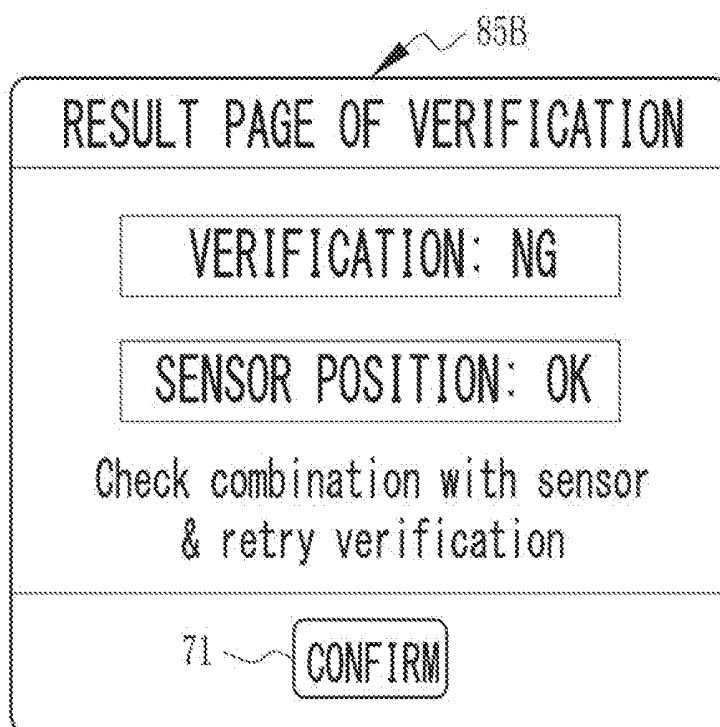 85B
RESULT PAGE OF VERIFICATION
VERIFICATION: NG
SENSOR POSITION: OK
Check combination with sensor
& retry verification
71
CONFIRM